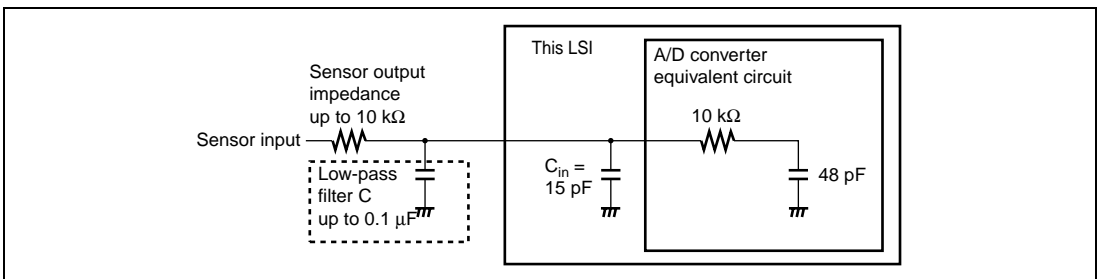 This LSI
A/D converter
equivalent circuit
Sensor output
impedance
up to 10 kΩ
10 kΩ
Sensor input
Low-pass
filter C
up to 0.1 μF
Cin =
15 pF
48 pF